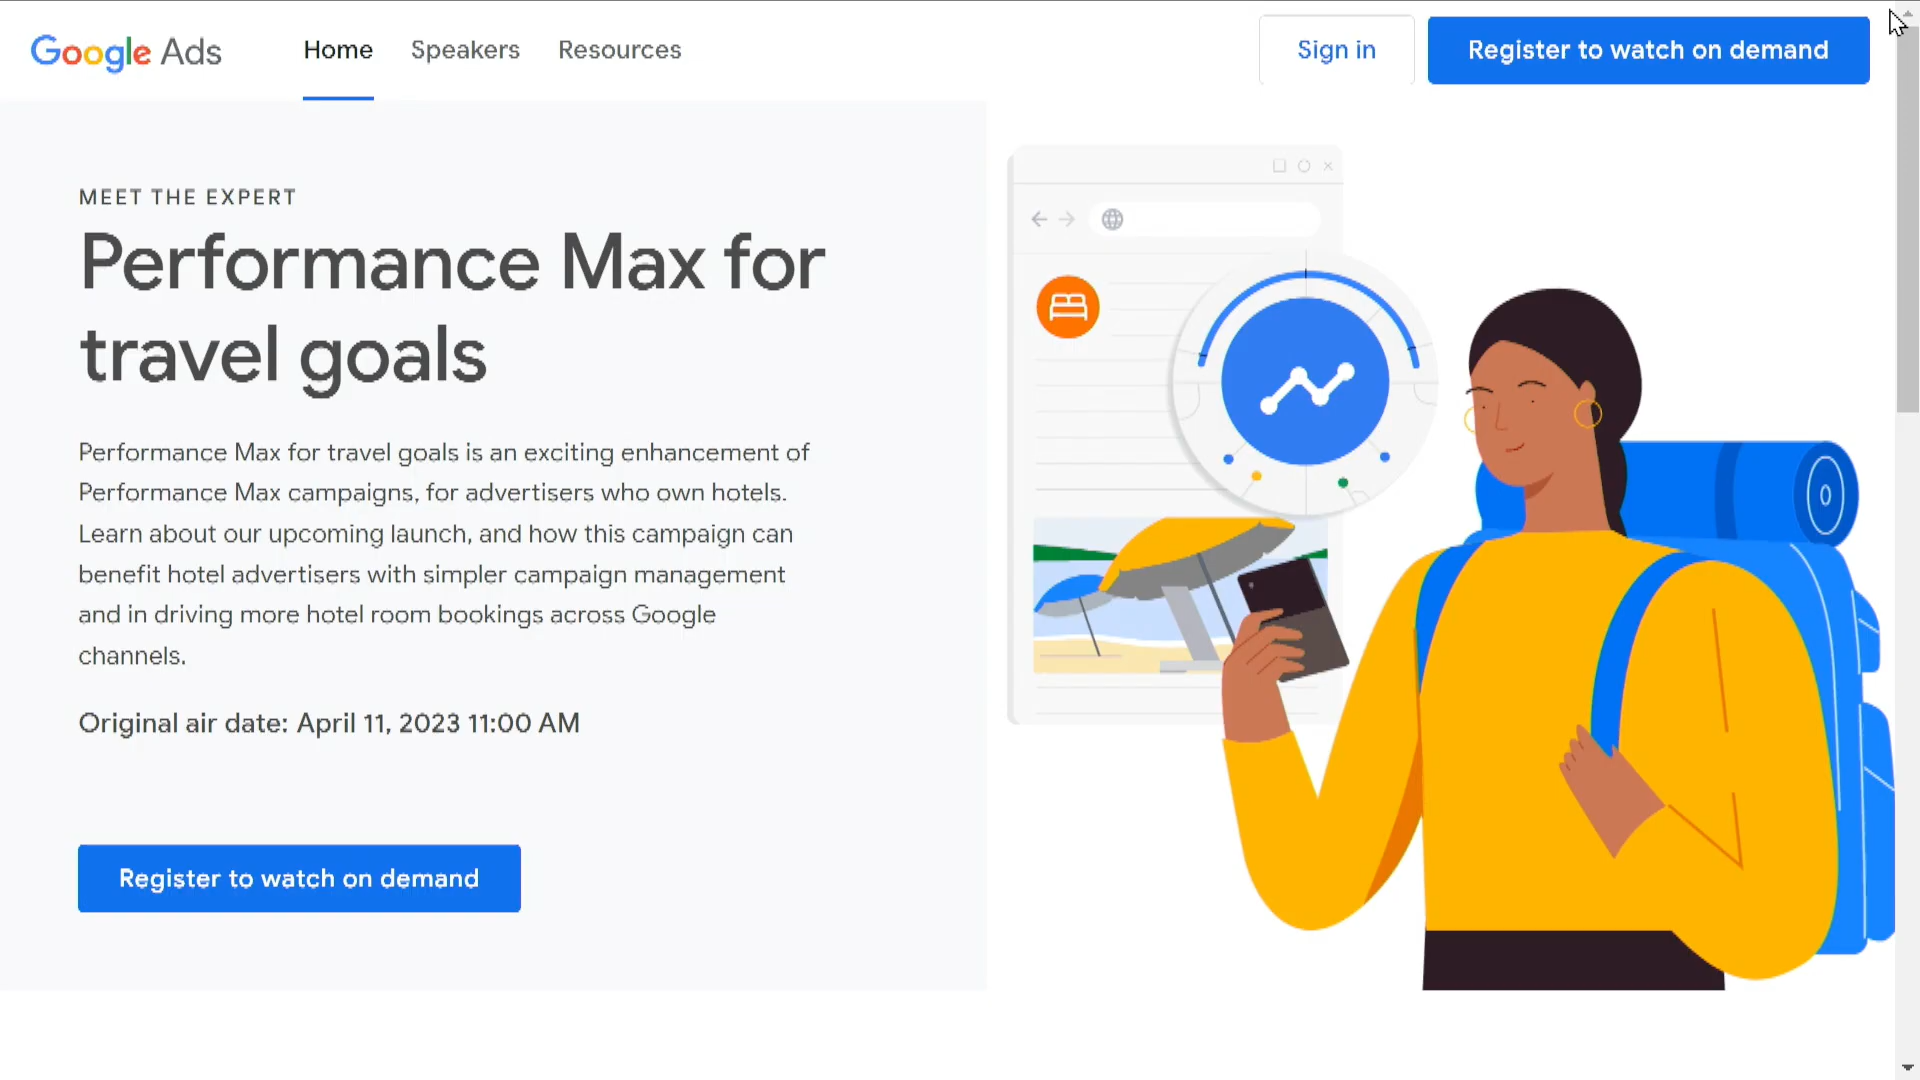 Google Ads
Home
Speakers
Resources
Sign in
Register to watch on demand
MEET THE EXPERT
Performance Max for
travel goals
Performance Max for travel goals is an exciting enhancement of
Performance Max campaigns, for advertisers who own hotels.
Learn about our upcoming launch, and how this campaign can
benefit hotel advertisers with simpler campaign management
and in driving more hotel room bookings across Google
channels.
Original air date: April 11, 2023 11:00 AM
Register to watch on demand